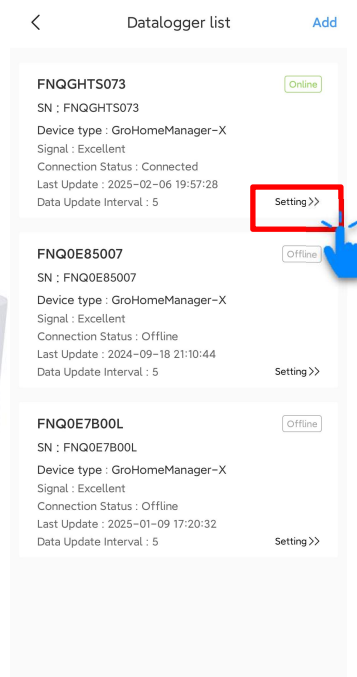 Datalogger list Add
FNQGHTS073 Online
SN : FNQGHTS073
Device type : GroHomeManager-X
Signal : Excellent
Connection Status : Connected
Last Update : 2025-02-06 19:57:28
Data Update Interval : 5 Setting>>
FNQ0E85007 Offline
SN : FNQ0E85007
Device type : GroHomeManager-X
Signal : Excellent
Connection Status : Offline
Last Update : 2024-09-18 21:10:44
Data Update Interval : 5 Setting>>
FNQ0E7B00L Offline
SN : FNQ0E7B00L
Device type : GroHomeManager-X
Signal : Excellent
Connection Status : Offline
Last Update : 2025-01-09 17:20:32
Data Update Interval : 5 Setting>>